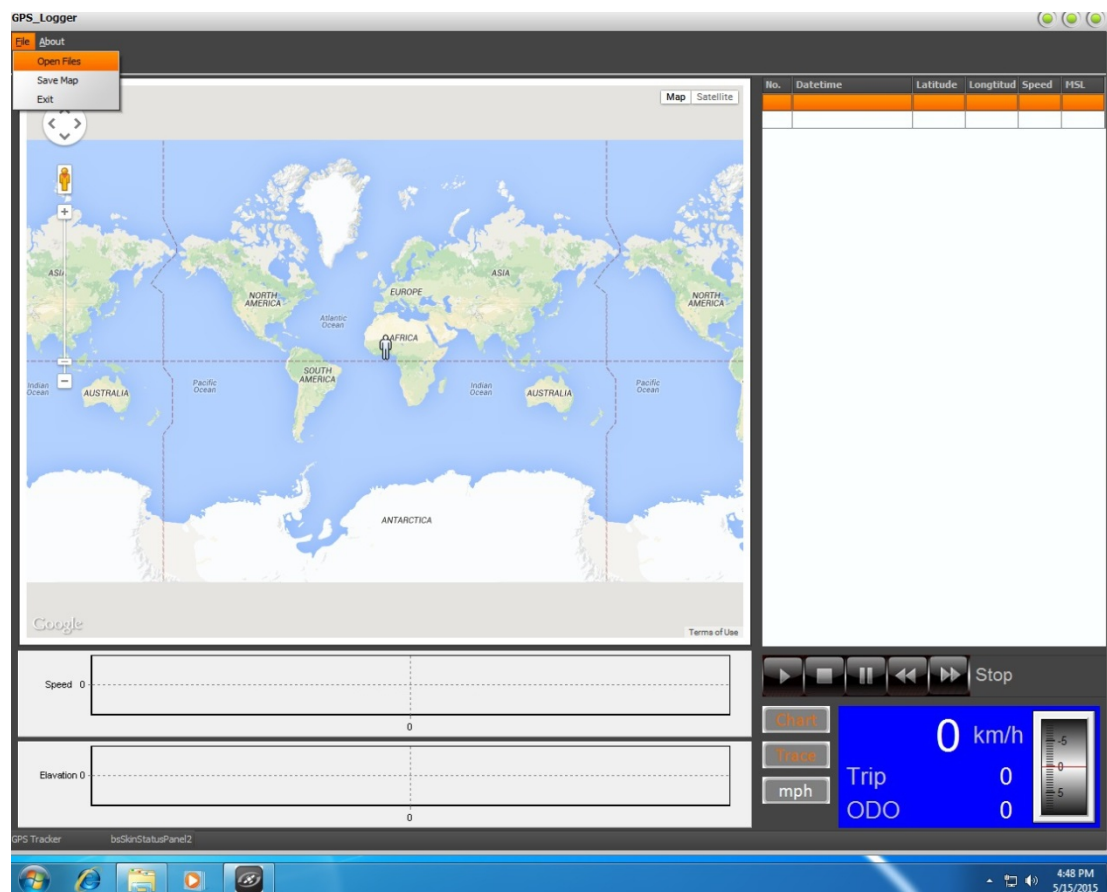 GPS_Logger
File About
Open Files
Save Map
Exit
Map Satellite
No. Datetime Latitude Longtitud Speed MSL
ASIA
NORTH
AMERICA
Atlantic
Ocean
EUROPE
ASIA
NORTH
AMERICA
AFRICA
SOUTH
AMERICA
Indian
Ocean
AUSTRALIA
Pacific
Ocean
Indian
Ocean
AUSTRALIA
Pacific
Ocean
ANTARCTICA
Google
Terms of Use
Speed 0
0
Elavation 0
0
Stop
Chart
Trace
mph
0 km/h
Trip 0
ODO 0
-5
0
5
GPS Tracker bsSkinStatusPanel2
4:48 PM
5/15/2015